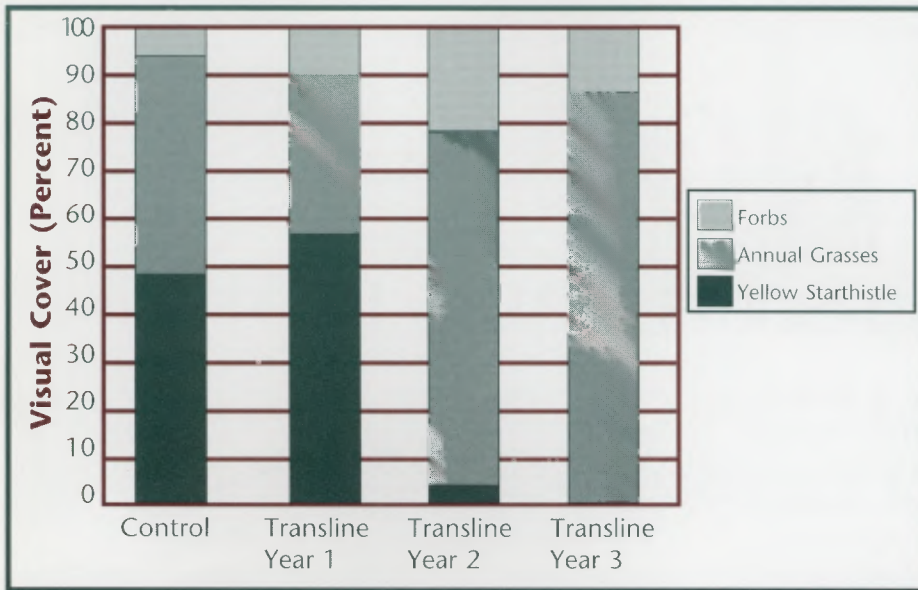 Visual Cover (Percent)
100
90
80
70
60
50
40
30
20
10
0
Control
Transline
Year 1
Transline
Year 2
Transline
Year 3
Forbs
Annual Grasses
Yellow Starthistle